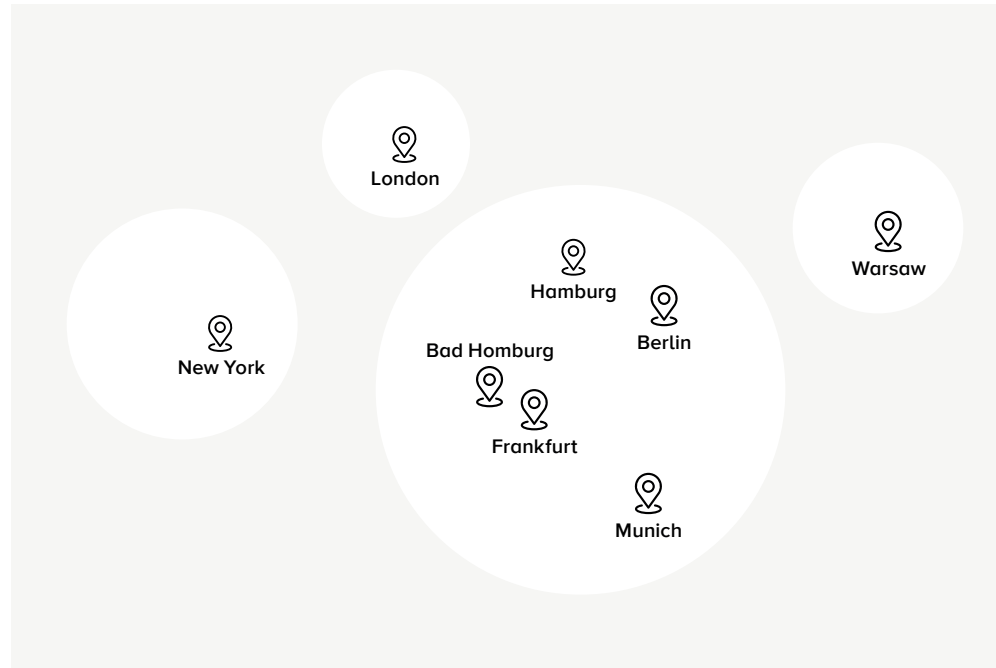 London
Warsaw
Hamburg
Berlin
Bad Homburg
New York
Frankfurt
Munich